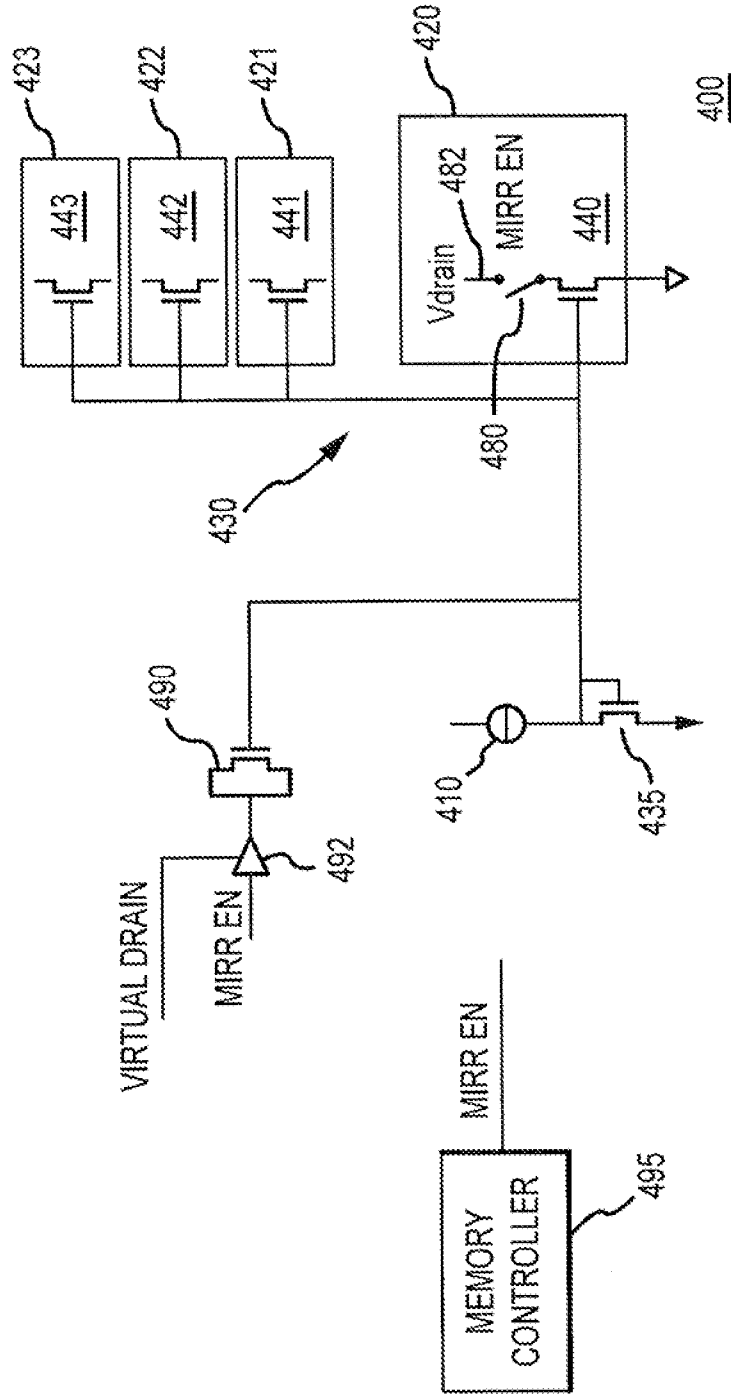 423
422
421
443
442
441
420
Vdrain
482
MIRR EN
440
480
430
490
VIRTUAL DRAIN
MIRR EN
492
410
435
MIRR EN
MEMORY
CONTROLLER
495
400